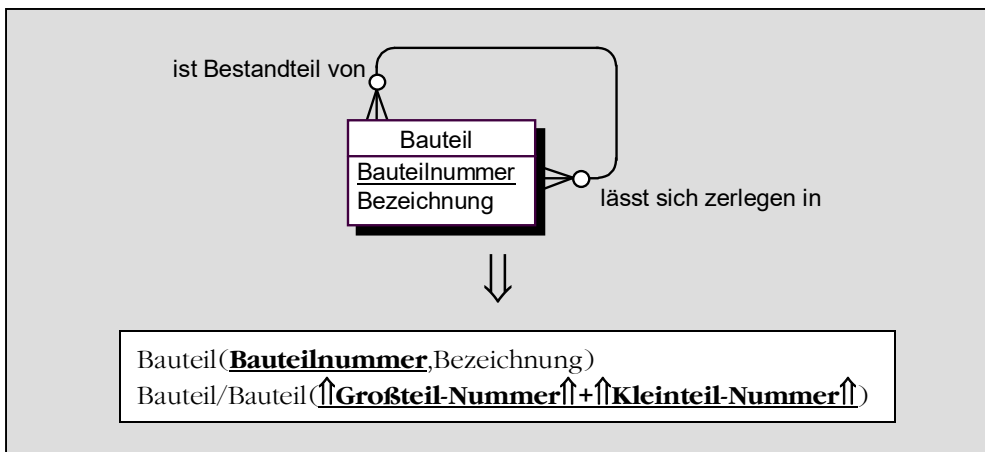 ist Bestandteil von
Bauteil
Bauteilnummer
Bezeichnung
lässt sich zerlegen in
⇓
Bauteil(Bauteilnummer,Bezeichnung)
Bauteil/Bauteil(⇑Großteil-Nummer⇑+⇑Kleinteil-Nummer⇑)